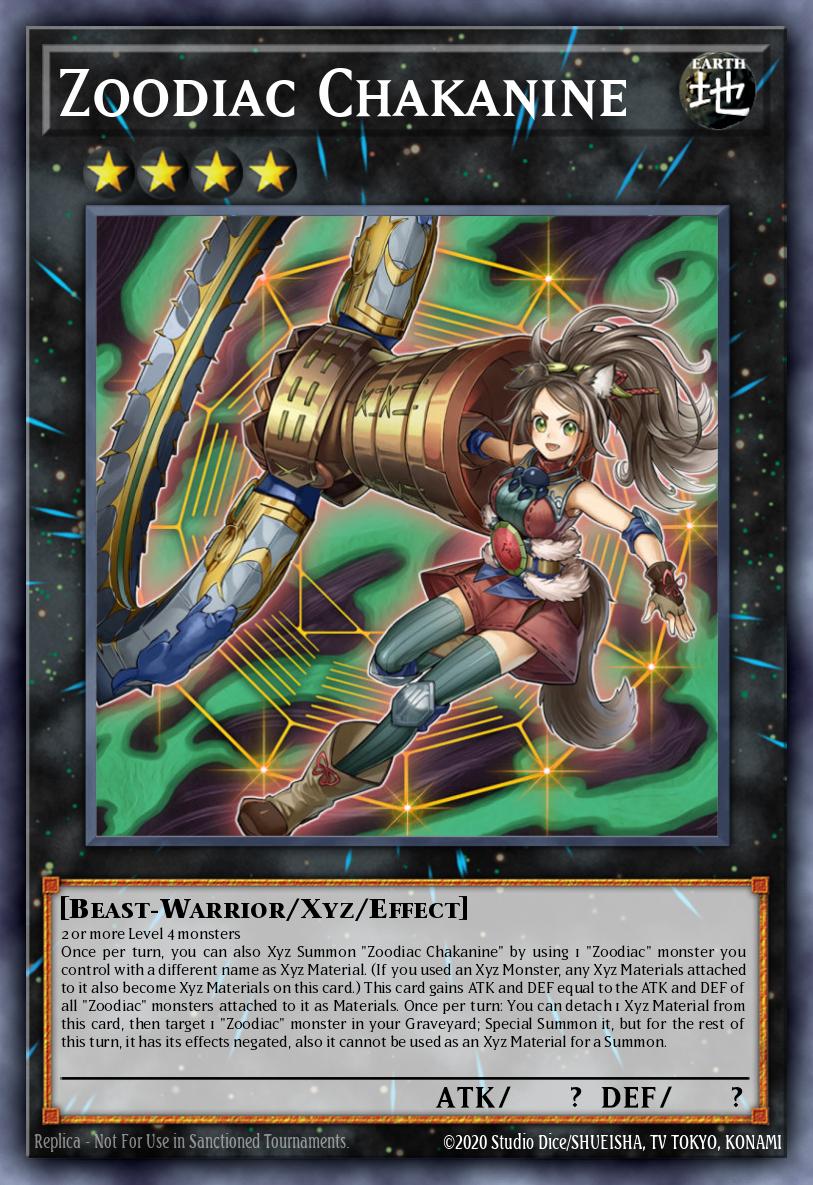 Zoodiac Chakanine
EARTH
地
[Beast-Warrior/Xyz/Effect]
2 or more Level 4 monsters
Once per turn, you can also Xyz Summon "Zoodiac Chakanine" by using 1 "Zoodiac" monster you
control with a different name as Xyz Material. (If you used an Xyz Monster, any Xyz Materials attached
to it also become Xyz Materials on this card.) This card gains ATK and DEF equal to the ATK and DEF of
all "Zoodiac" monsters attached to it as Materials. Once per turn: You can detach 1 Xyz Material from
this card, then target 1 "Zoodiac" monster in your Graveyard; Special Summon it, but for the rest of
this turn, it has its effects negated, also it cannot be used as an Xyz Material for a Summon.
ATK/ ? DEF/ ?
Replica - Not For Use in Sanctioned Tournaments. ©2020 Studio Dice/SHUEISHA, TV TOKYO, KONAMI